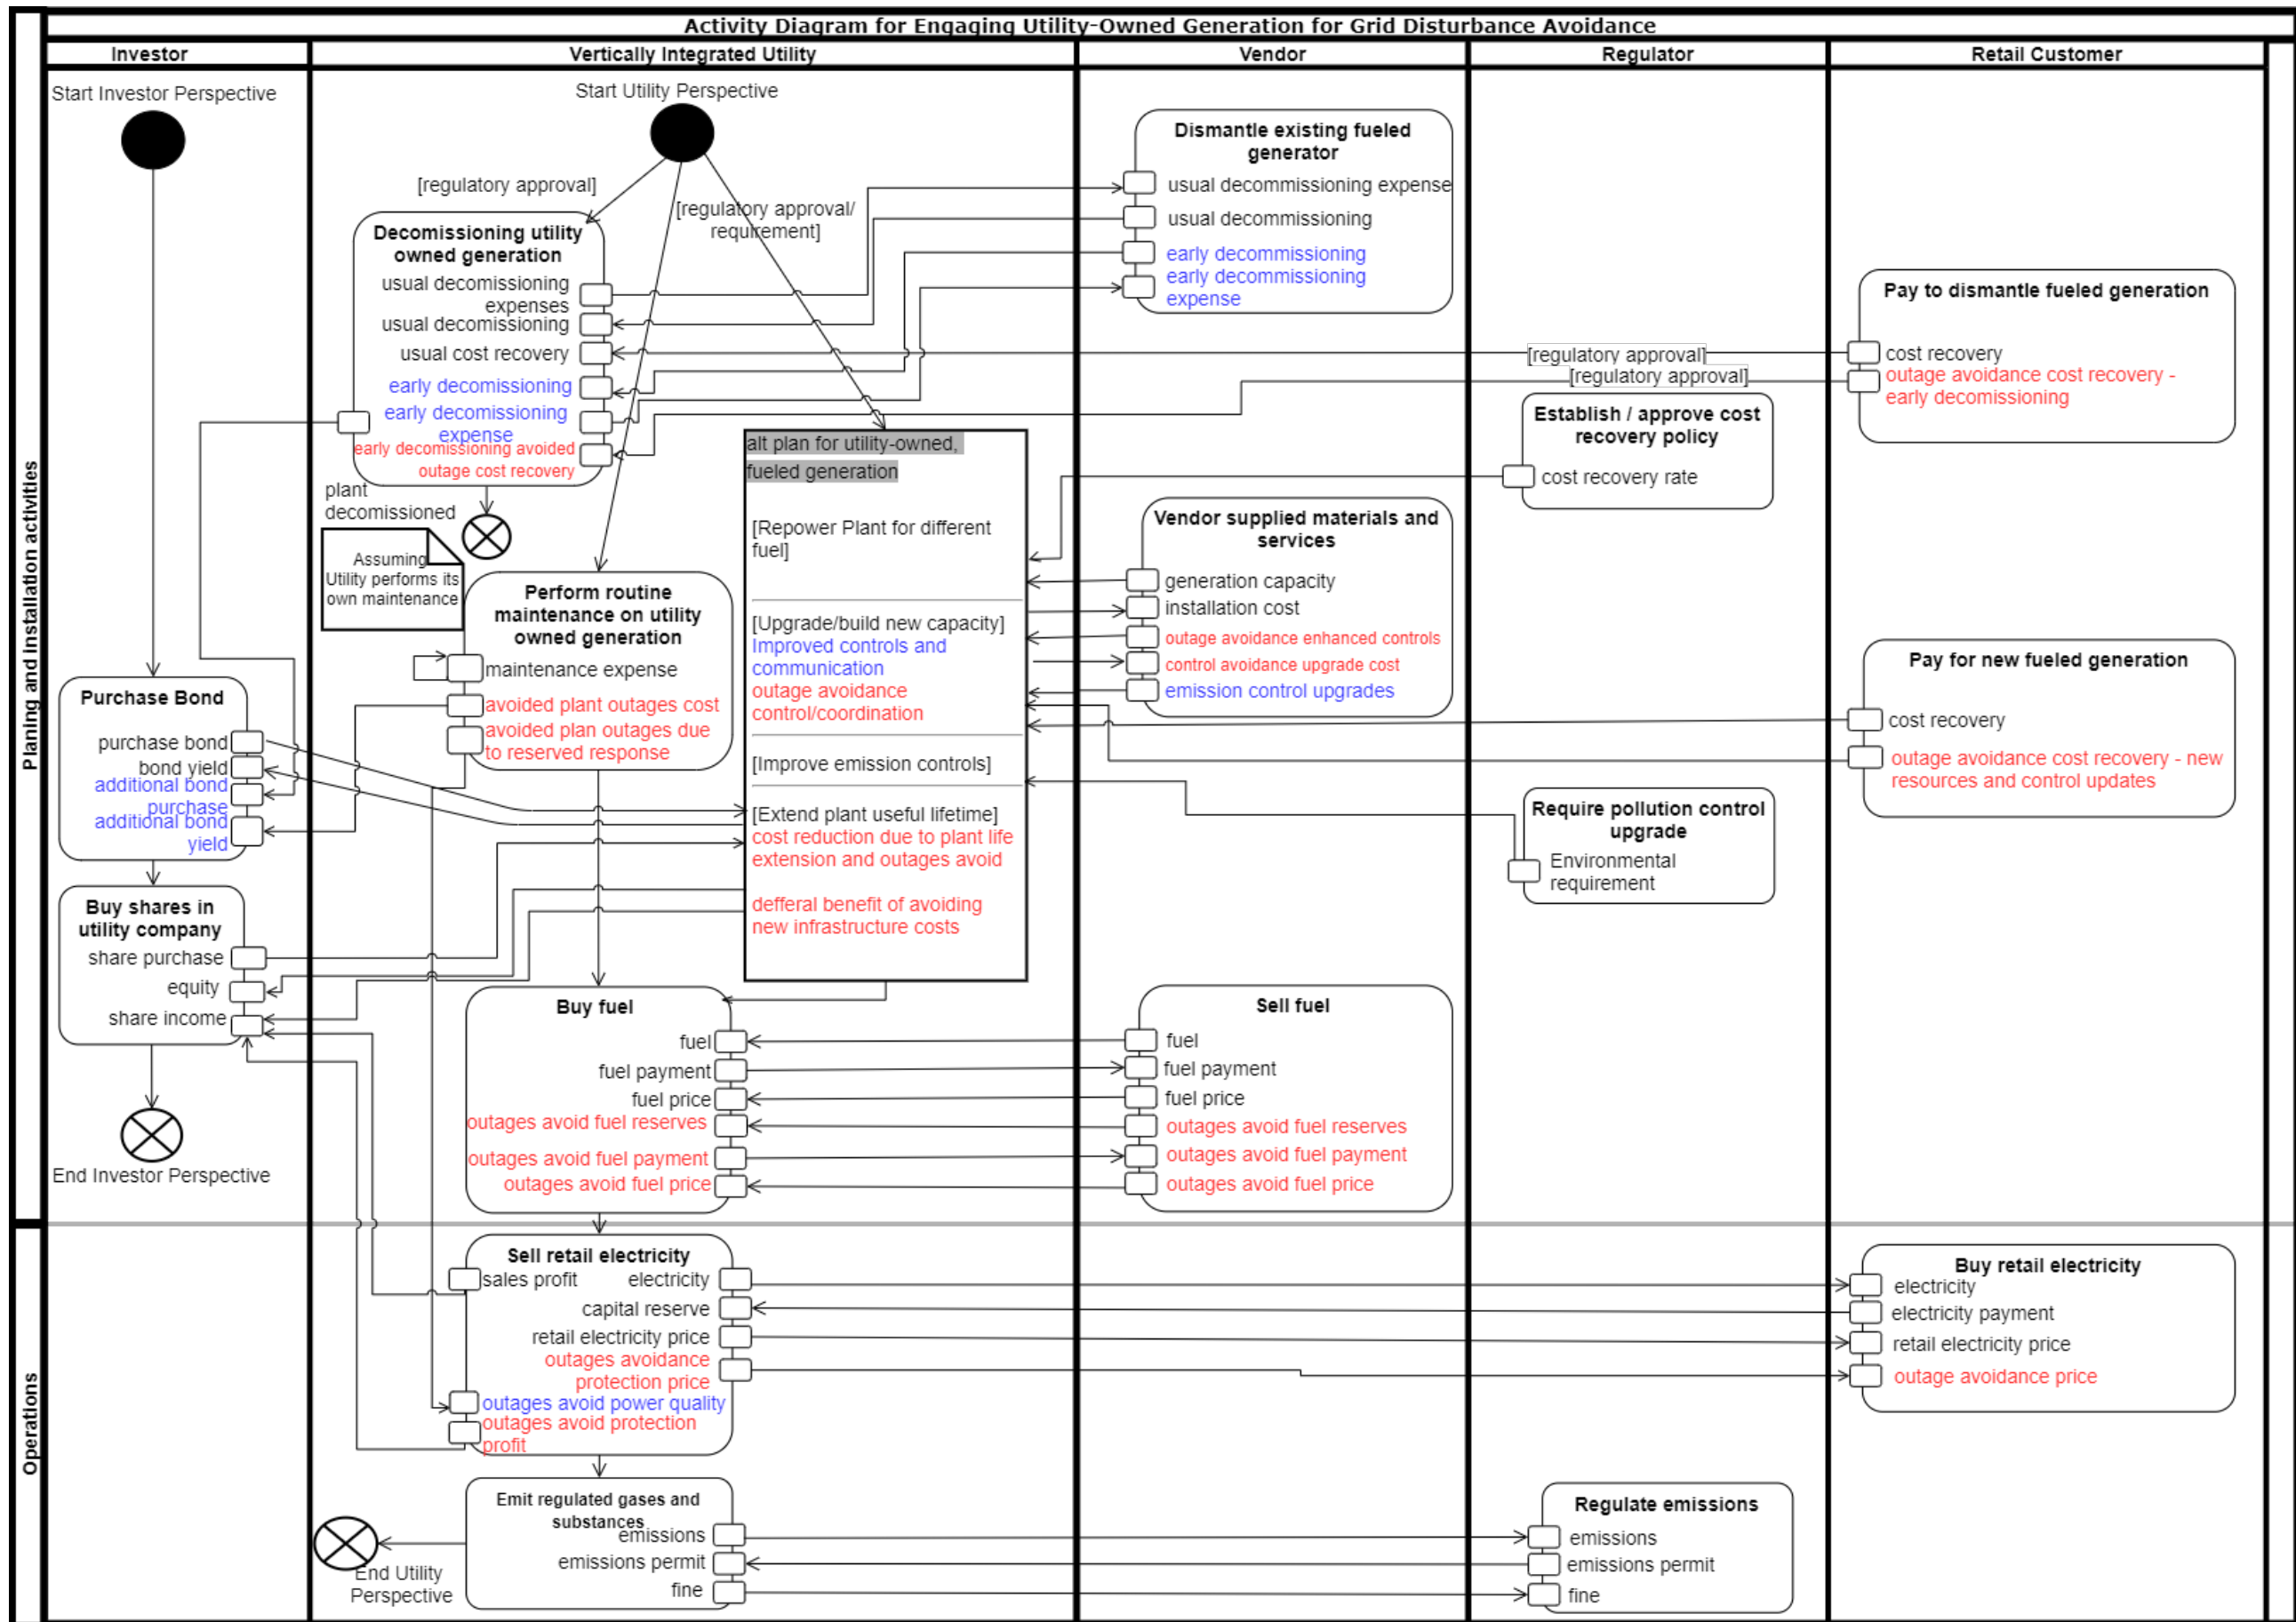 Activity Diagram for Engaging Utility-Owned Generation for Grid Disturbance Avoidance
Investor
Vertically Integrated Utility
Vendor
Regulator
Retail Customer
Planing and installation activities
Operations
Start Investor Perspective
Purchase Bond
purchase bond
bond yield
additional bond
purchase
additional bond
yield
Buy shares in
utility company
share purchase
equity
share income
End Investor Perspective
Start Utility Perspective
[regulatory approval]
[regulatory approval/
requirement]
Decomissioning utility
owned generation
usual decomissioning
expenses
usual decomissioning
usual cost recovery
early decomissioning
early decomissioning
expense
early decomissioning avoided
outage cost recovery
plant
decomissioned
Assuming
Utility performs its
own maintenance
Perform routine
maintenance on utility
owned generation
maintenance expense
avoided plant outages cost
avoided plan outages due
to reserved response
alt plan for utility-owned,
fueled generation
[Repower Plant for different
fuel]
[Upgrade/build new capacity]
Improved controls and
communication
outage avoidance
control/coordination
[Improve emission controls]
[Extend plant useful lifetime]
cost reduction due to plant life
extension and outages avoid
defferal benefit of avoiding
new infrastructure costs
Buy fuel
fuel
fuel payment
fuel price
outages avoid fuel reserves
outages avoid fuel payment
outages avoid fuel price
Sell retail electricity
sales profit electricity
capital reserve
retail electricity price
outages avoidance
protection price
outages avoid power quality
outages avoid protection
profit
Emit regulated gases and
substances
emissions
emissions permit
fine
End Utility
Perspective
Dismantle existing fueled
generator
usual decommissioning expense
usual decommissioning
early decommissioning
early decommissioning
expense
Vendor supplied materials and
services
generation capacity
installation cost
outage avoidance enhanced controls
control avoidance upgrade cost
emission control upgrades
Sell fuel
fuel
fuel payment
fuel price
outages avoid fuel reserves
outages avoid fuel payment
outages avoid fuel price
[regulatory approval]
[regulatory approval]
Establish / approve cost
recovery policy
cost recovery rate
Require pollution control
upgrade
Environmental
requirement
Regulate emissions
emissions
emissions permit
fine
Pay to dismantle fueled generation
cost recovery
outage avoidance cost recovery -
early decomissioning
Pay for new fueled generation
cost recovery
outage avoidance cost recovery - new
resources and control updates
Buy retail electricity
electricity
electricity payment
retail electricity price
outage avoidance price